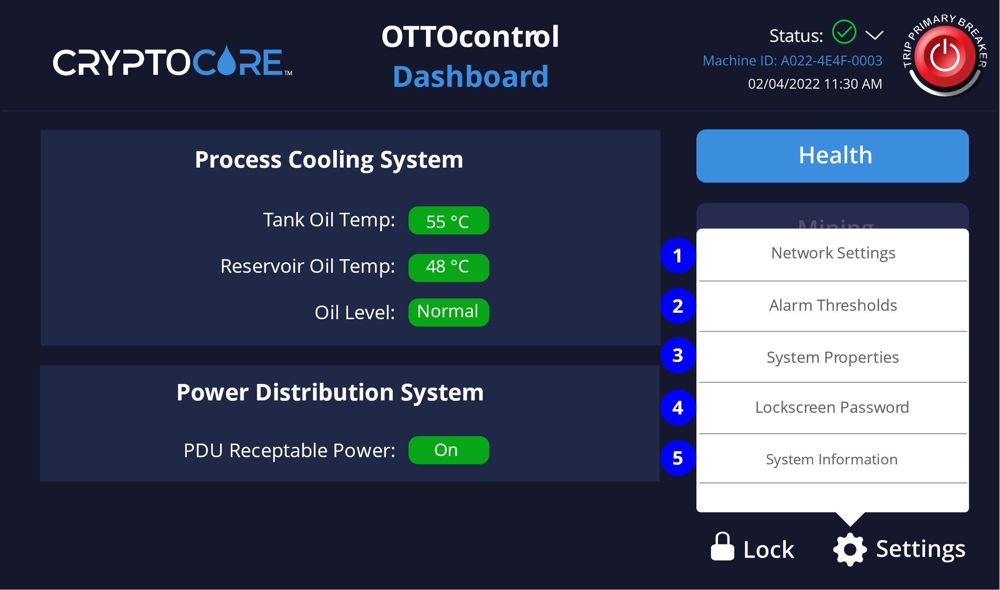 CRYPTOCORE™
OTTOcontrol
Dashboard
Status:
Machine ID: A022-4E4F-0003
02/04/2022 11:30 AM
TRIP PRIMARY BREAKER
Process Cooling System
Tank Oil Temp: 55 °C
Reservoir Oil Temp: 48 °C
Oil Level: Normal
Power Distribution System
PDU Receptable Power: On
Health
Mining
1 Network Settings
2 Alarm Thresholds
3 System Properties
4 Lockscreen Password
5 System Information
Lock
Settings